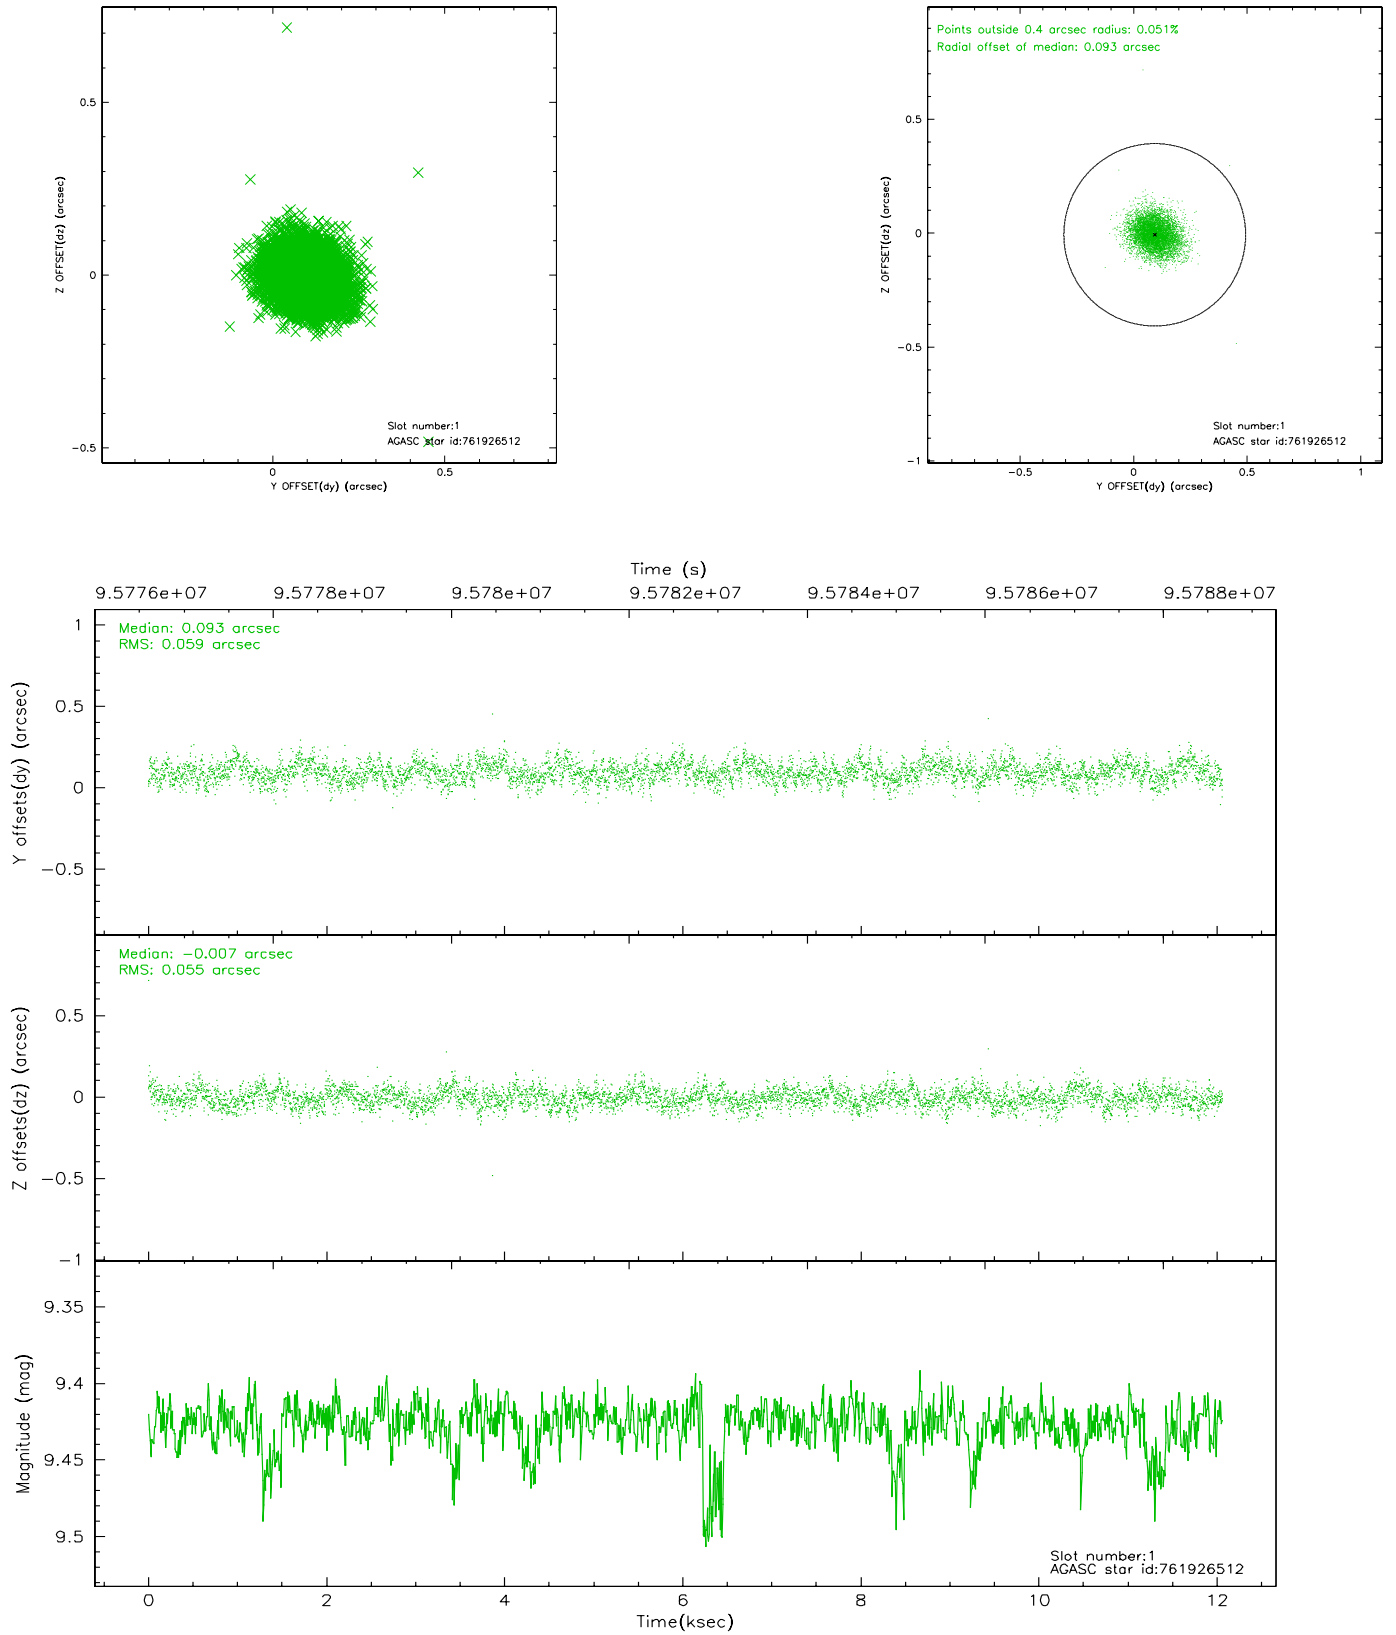 0.5
0
−0.5
Z OFFSET(dz) (arcsec)
0
0.5
Y OFFSET(dy) (arcsec)
Slot number:1
AGASC star id:761926512
Points outside 0.4 arcsec radius: 0.051%
Radial offset of median: 0.093 arcsec
0.5
0
−0.5
−1
Z OFFSET(dz) (arcsec)
−0.5
0
0.5
1
Y OFFSET(dy) (arcsec)
Slot number:1
AGASC star id:761926512
Time (s)
9.5776e+07 9.5778e+07 9.578e+07 9.5782e+07 9.5784e+07 9.5786e+07 9.5788e+07
Median: 0.093 arcsec
RMS: 0.059 arcsec
1
0.5
0
−0.5
Y offsets(dy) (arcsec)
Median: −0.007 arcsec
RMS: 0.055 arcsec
0.5
0
−0.5
−1
Z offsets(dz) (arcsec)
9.35
9.4
9.45
9.5
Magnitude (mag)
Slot number:1
AGASC star id:761926512
0 2 4 6 8 10 12
Time(ksec)